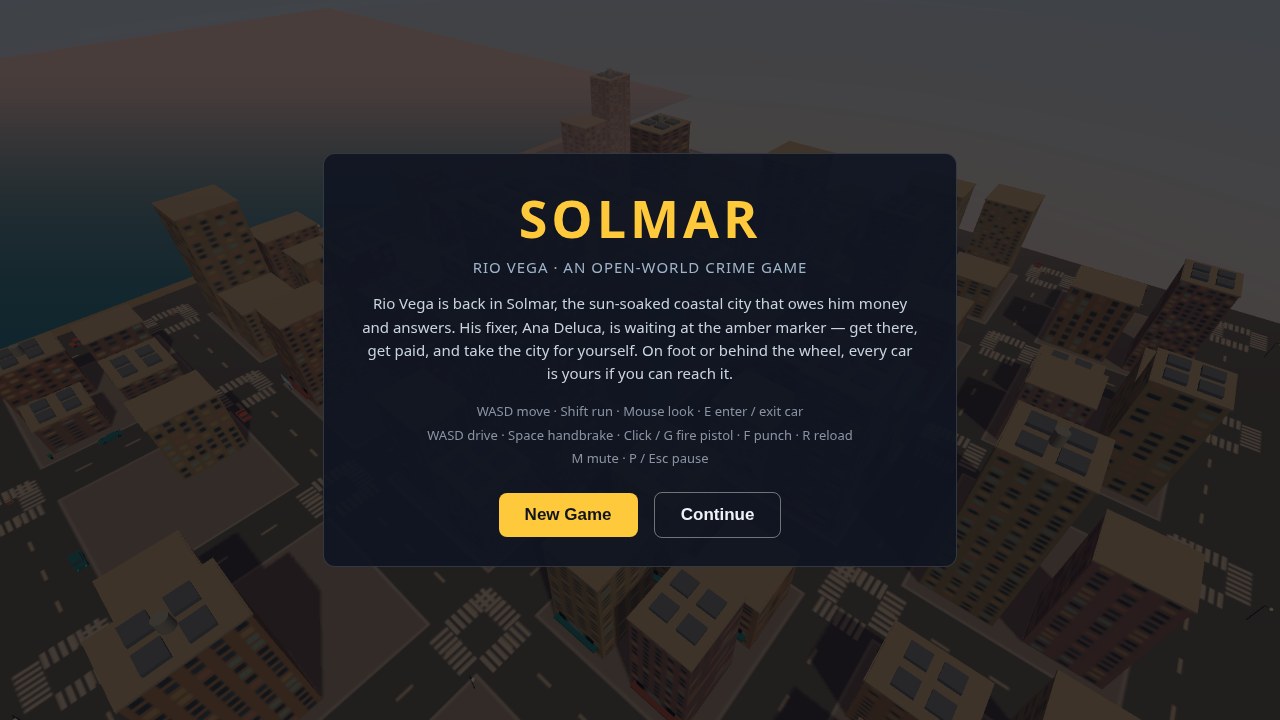 SOLMAR
RIO VEGA · AN OPEN-WORLD CRIME GAME
Rio Vega is back in Solmar, the sun-soaked coastal city that owes him money
and answers. His fixer, Ana Deluca, is waiting at the amber marker — get there,
get paid, and take the city for yourself. On foot or behind the wheel, every car
is yours if you can reach it.
WASD move · Shift run · Mouse look · E enter / exit car
WASD drive · Space handbrake · Click / G fire pistol · F punch · R reload
M mute · P / Esc pause
New Game
Continue